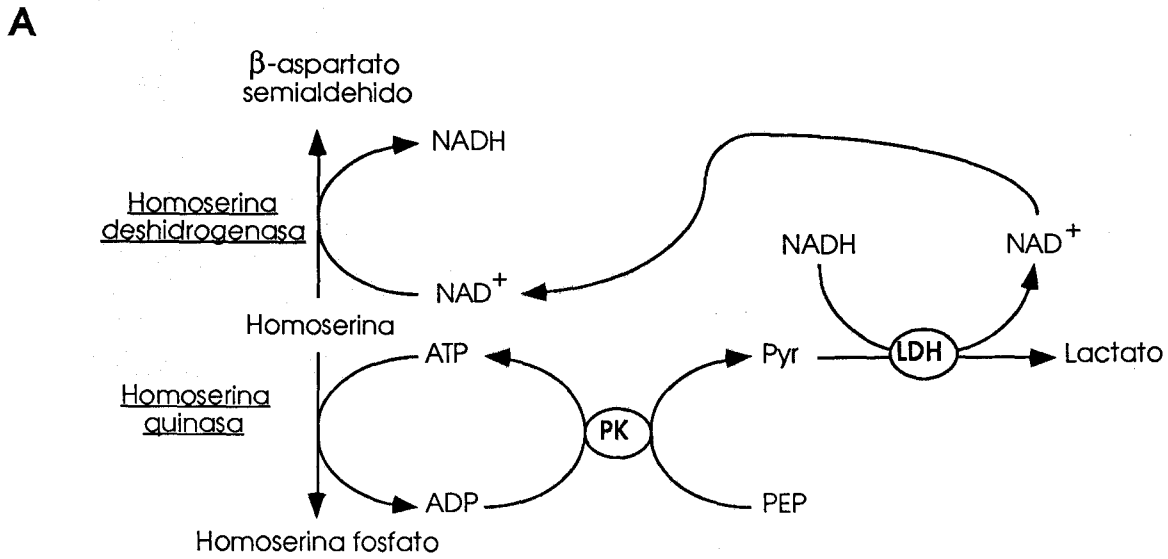 A
β-aspartato
semialdehido
NADH
Homoserina
deshidrogenasa
NADH
NAD+
NAD+
Homoserina
ATP
Pyr
LDH
Lactato
Homoserina
quinasa
PK
ADP
PEP
Homoserina fosfato